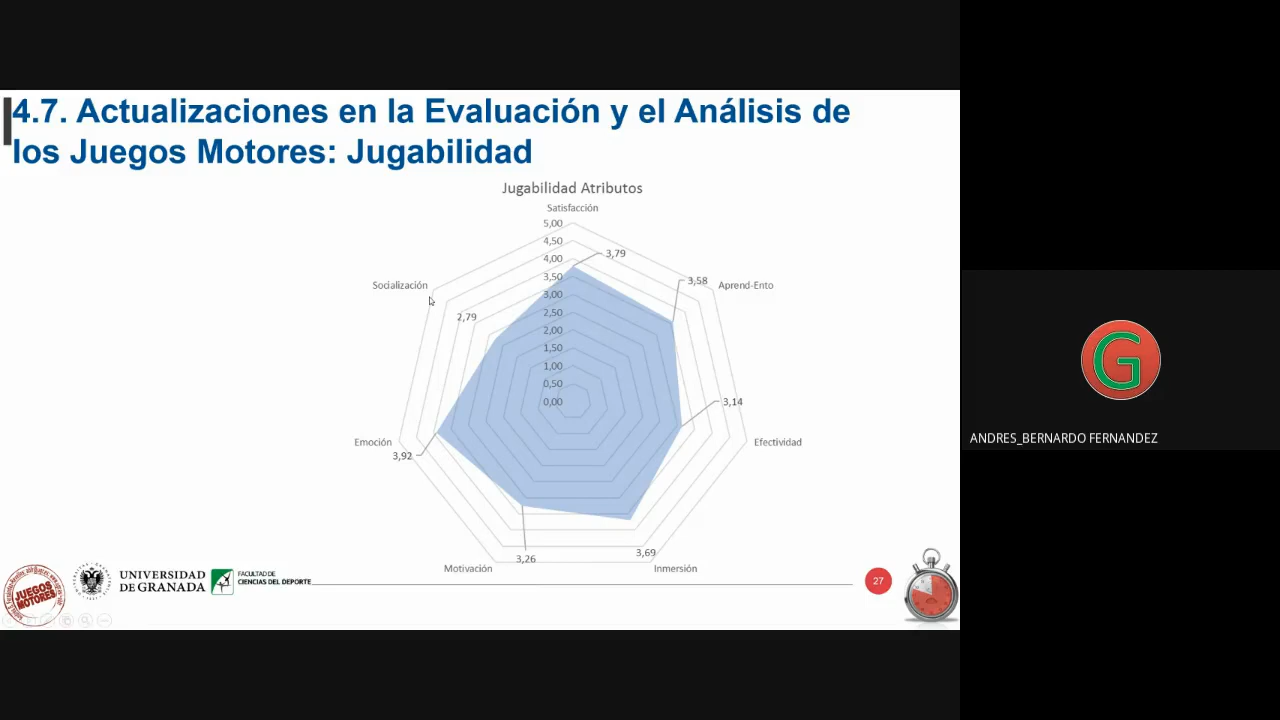 4.7. Actualizaciones en la Evaluación y el Análisis de
los Juegos Motores: Jugabilidad
Jugabilidad Atributos
Satisfacción
5,00
4,50
4,00
3,50
3,00
2,50
2,00
1,50
1,00
0,50
0,00
3,79
3,58
Aprend-Ento
3,14
Efectividad
3,69
Inmersión
3,26
Motivación
Emoción
3,92
Socialización
2,79
JUEGOS
MOTORES
UNIVERSIDAD
DE GRANADA
FACULTAD DE
CIENCIAS DEL DEPORTE
27
G
ANDRES_BERNARDO FERNANDEZ